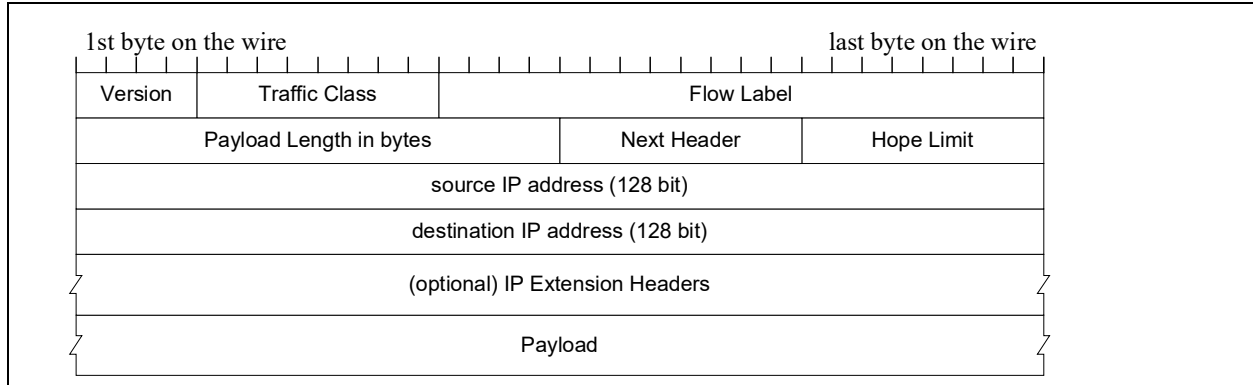 1st byte on the wire last byte on the wire
Version Traffic Class Flow Label
Payload Length in bytes Next Header Hope Limit
source IP address (128 bit)
destination IP address (128 bit)
(optional) IP Extension Headers
Payload